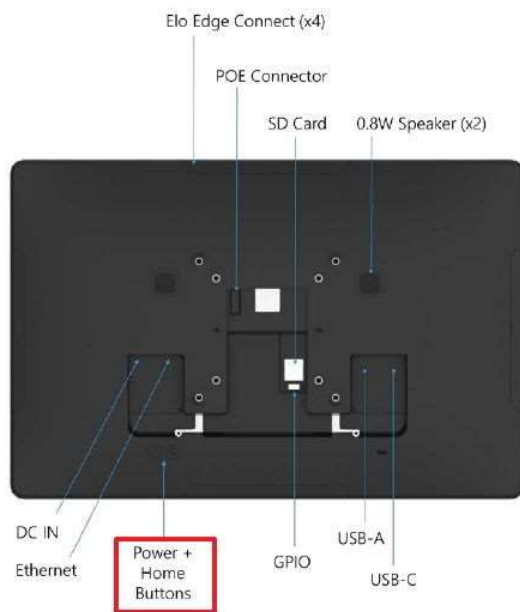 Elo Edge Connect (x4)
POE Connector
SD Card
0.8W Speaker (x2)
DC IN
Ethernet
Power +
Home
Buttons
GPIO
USB-A
USB-C